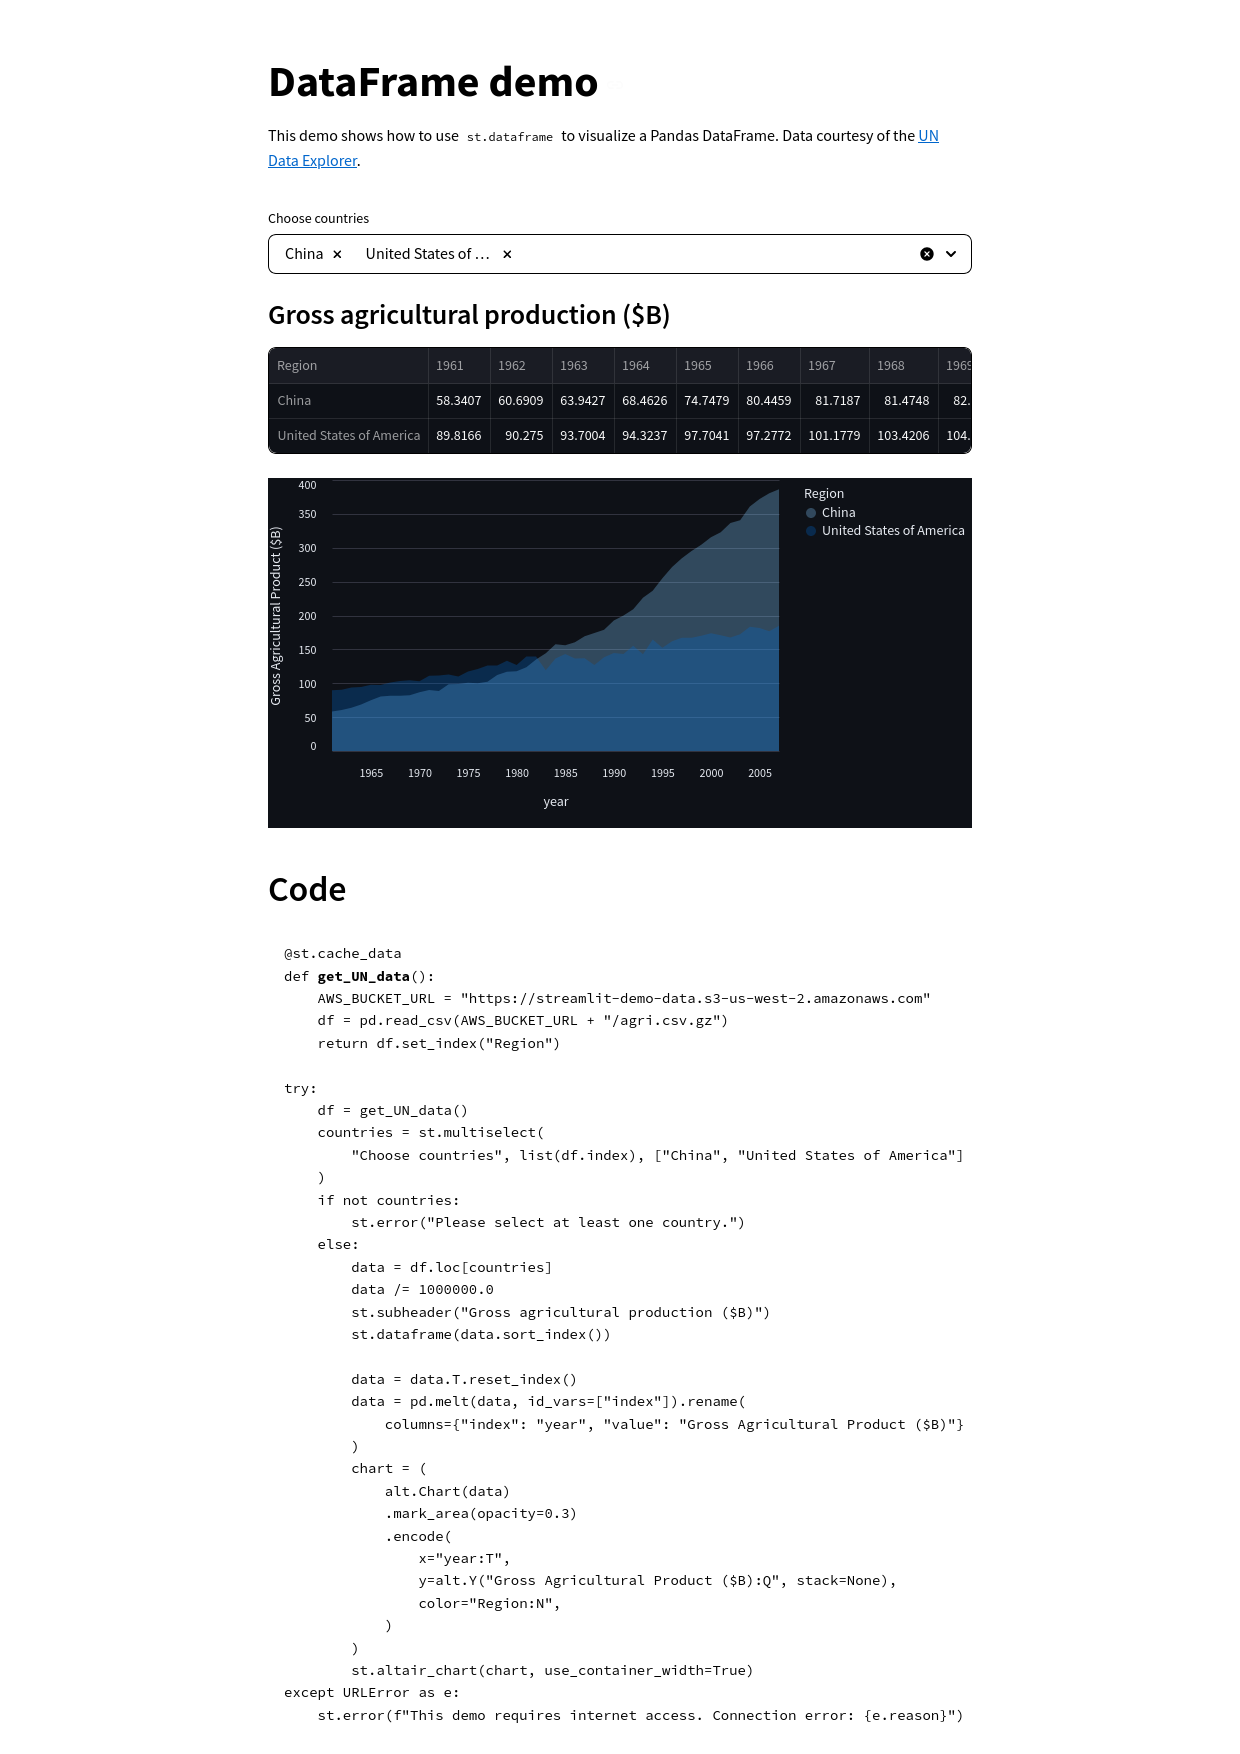 DataFrame demo
This demo shows how to use st.dataframe to visualize a Pandas DataFrame. Data courtesy of the UN
Data Explorer.
Choose countries
China United States of …
Gross agricultural production ($B)
Region 1961 1962 1963 1964 1965 1966 1967 1968 1969
China 58.3407 60.6909 63.9427 68.4626 74.7479 80.4459 81.7187 81.4748 82.
United States of America 89.8166 90.275 93.7004 94.3237 97.7041 97.2772 101.1779 103.4206 104.
Gross Agricultural Product ($B)
400
350
300
250
200
150
100
50
0
1965 1970 1975 1980 1985 1990 1995 2000 2005
year
Region
China
United States of America
Code
@st.cache_data
def get_UN_data():
    AWS_BUCKET_URL = "https://streamlit-demo-data.s3-us-west-2.amazonaws.com"
    df = pd.read_csv(AWS_BUCKET_URL + "/agri.csv.gz")
    return df.set_index("Region")
try:
    df = get_UN_data()
    countries = st.multiselect(
        "Choose countries", list(df.index), ["China", "United States of America"]
    )
    if not countries:
        st.error("Please select at least one country.")
    else:
        data = df.loc[countries]
        data /= 1000000.0
        st.subheader("Gross agricultural production ($B)")
        st.dataframe(data.sort_index())
        data = data.T.reset_index()
        data = pd.melt(data, id_vars=["index"]).rename(
            columns={"index": "year", "value": "Gross Agricultural Product ($B)"}
        )
        chart = (
            alt.Chart(data)
            .mark_area(opacity=0.3)
            .encode(
                x="year:T",
                y=alt.Y("Gross Agricultural Product ($B):Q", stack=None),
                color="Region:N",
            )
        )
        st.altair_chart(chart, use_container_width=True)
except URLError as e:
    st.error(f"This demo requires internet access. Connection error: {e.reason}")